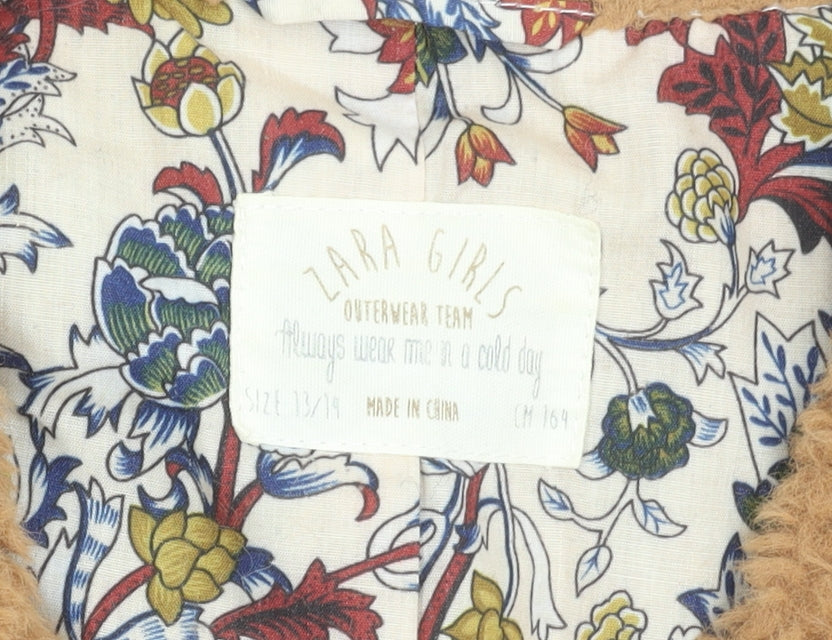 ZARA GIRLS
OUTERWEAR TEAM
Always wear me in a cold day
SIZE 13/14 MADE IN CHINA CM 164